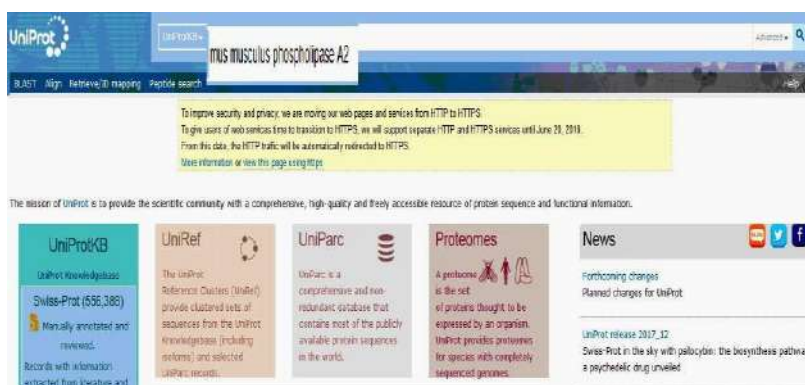 UniProt
UniProtKB
mus musculus phospholipase A2
Advanced
BLAST Align Retrieve/ID mapping Peptide search
Help
To improve security and privacy, we are moving our web pages and services from HTTP to HTTPS.
To give users of web services time to transition to HTTPS, we will support separate HTTP and HTTPS services until June 20, 2018.
From this date, the HTTP traffic will be automatically redirected to HTTPS.
More information or view this page using https
The mission of UniProt is to provide the scientific community with a comprehensive, high-quality and freely accessible resource of protein sequence and functional information.
UniProtKB
UniProt Knowledgebase
Swiss-Prot (556,388)
Manually annotated and
reviewed.
Records with information
extracted from literature and
UniRef
The UniProt
Reference Clusters (UniRef)
provide clustered sets of
sequences from the UniProt
Knowledgebase (including
isoforms) and selected
UniParc records.
UniParc
UniParc is a
comprehensive and non-
redundant database that
contains most of the publicly
available protein sequences
in the world.
Proteomes
A proteome
is the set
of proteins thought to be
expressed by an organism.
UniProt provides proteomes
for species with completely
sequenced genomes.
News
Forthcoming changes
Planned changes for UniProt
UniProt release 2017_12
Swiss-Prot in the sky with psilocybin: the biosynthesis pathwa
a psychedelic drug unveiled